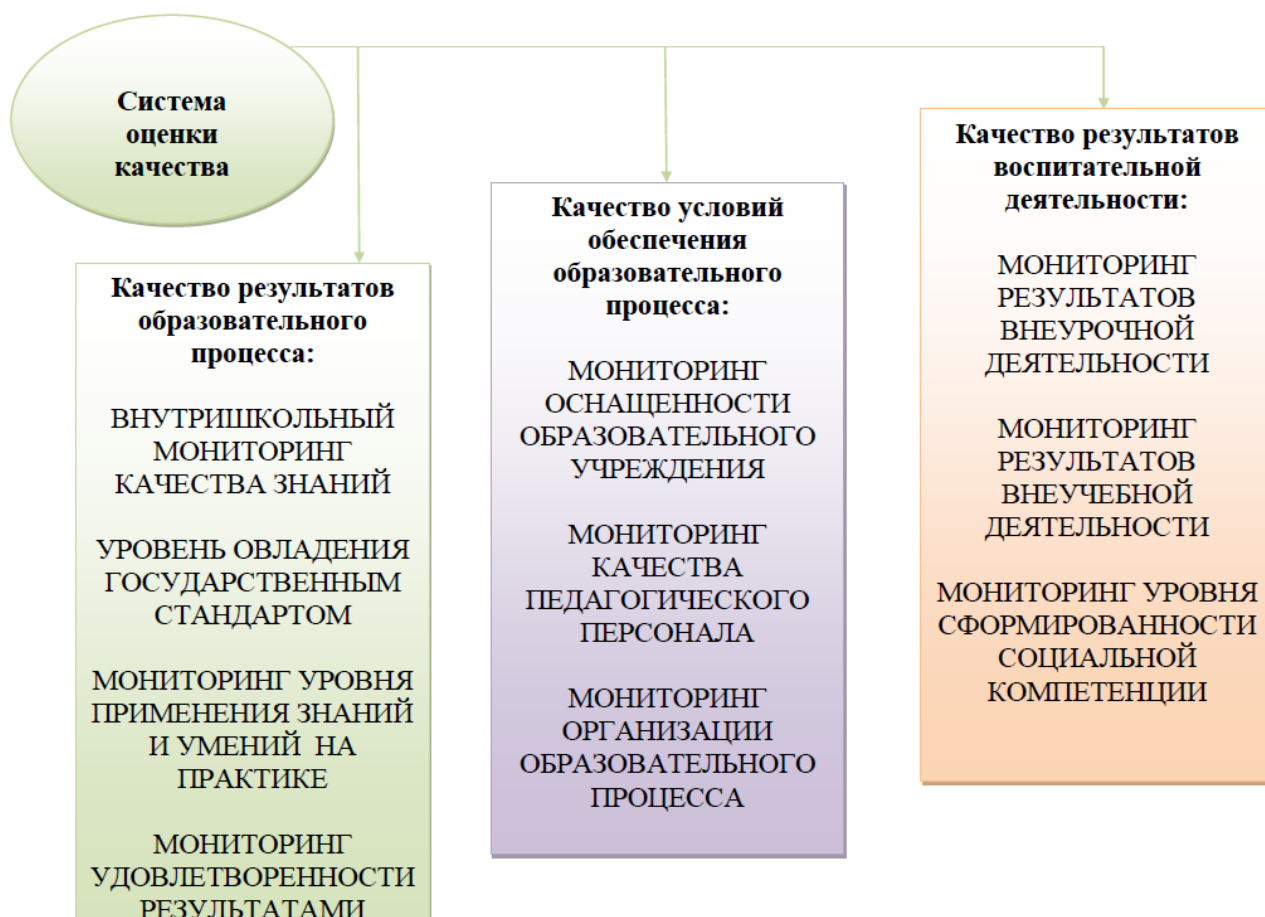 Система
оценки
качества
Качество результатов
образовательного
процесса:
ВНУТРИШКОЛЬНЫЙ
МОНИТОРИНГ
КАЧЕСТВА ЗНАНИЙ
УРОВЕНЬ ОВЛАДЕНИЯ
ГОСУДАРСТВЕННЫМ
СТАНДАРТОМ
МОНИТОРИНГ УРОВНЯ
ПРИМЕНЕНИЯ ЗНАНИЙ
И УМЕНИЙ НА
ПРАКТИКЕ
МОНИТОРИНГ
УДОВЛЕТВОРЕННОСТИ
РЕЗУЛЬТАТАМИ
Качество условий
обеспечения
образовательного
процесса:
МОНИТОРИНГ
ОСНАЩЕННОСТИ
ОБРАЗОВАТЕЛЬНОГО
УЧРЕЖДЕНИЯ
МОНИТОРИНГ
КАЧЕСТВА
ПЕДАГОГИЧЕСКОГО
ПЕРСОНАЛА
МОНИТОРИНГ
ОРГАНИЗАЦИИ
ОБРАЗОВАТЕЛЬНОГО
ПРОЦЕССА
Качество результатов
воспитательной
деятельности:
МОНИТОРИНГ
РЕЗУЛЬТАТОВ
ВНЕУРОЧНОЙ
ДЕЯТЕЛЬНОСТИ
МОНИТОРИНГ
РЕЗУЛЬТАТОВ
ВНЕУЧЕБНОЙ
ДЕЯТЕЛЬНОСТИ
МОНИТОРИНГ УРОВНЯ
СФОРМИРОВАННОСТИ
СОЦИАЛЬНОЙ
КОМПЕТЕНЦИИ